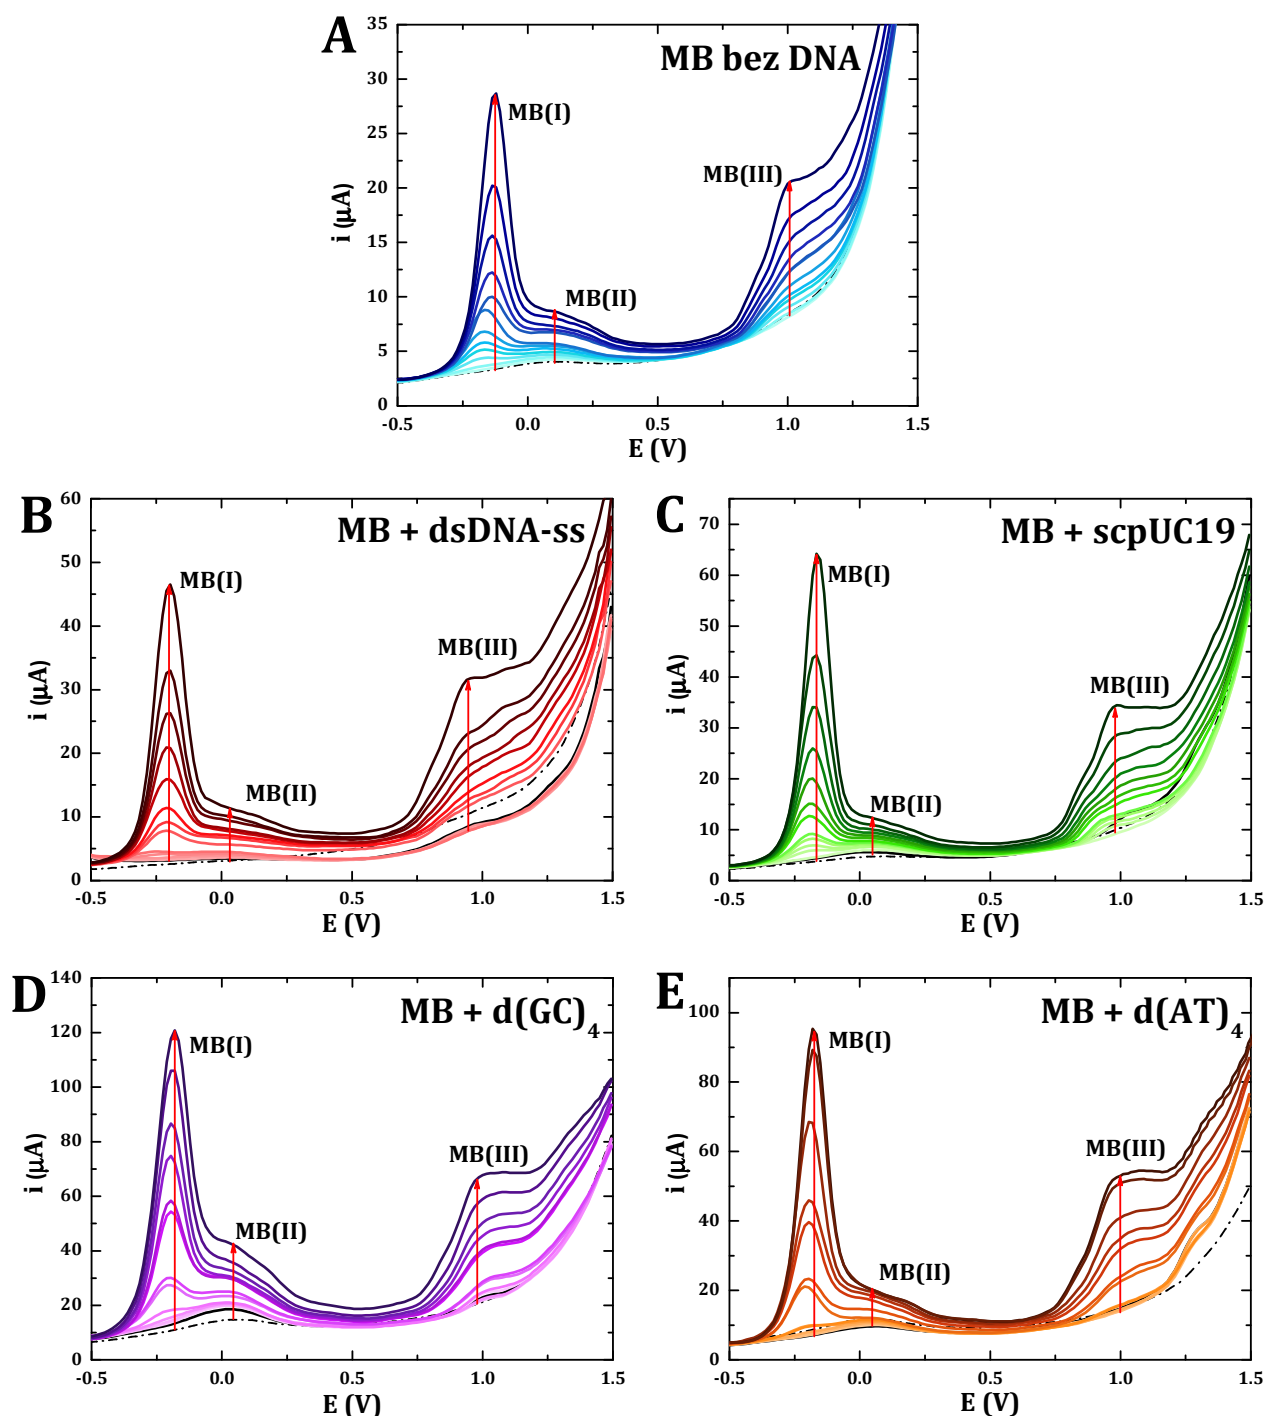 A
MB bez DNA
35
30
25
20
15
10
5
0
i (μA)
MB(I)
MB(II)
MB(III)
-0.5 0.0 0.5 1.0 1.5
E (V)
B
MB + dsDNA-ss
60
50
40
30
20
10
0
i (μA)
MB(I)
MB(II)
MB(III)
-0.5 0.0 0.5 1.0 1.5
E (V)
C
MB + scpUC19
70
60
50
40
30
20
10
0
i (μA)
MB(I)
MB(II)
MB(III)
-0.5 0.0 0.5 1.0 1.5
E (V)
D
MB + d(GC)4
140
120
100
80
60
40
20
0
i (μA)
MB(I)
MB(II)
MB(III)
-0.5 0.0 0.5 1.0 1.5
E (V)
E
MB + d(AT)4
100
80
60
40
20
0
i (μA)
MB(I)
MB(II)
MB(III)
-0.5 0.0 0.5 1.0 1.5
E (V)